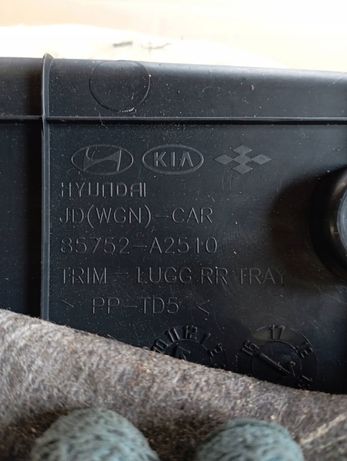 KIA
HYUNDAI
JD(WGN)-CAR
85752-A2510
TRIM-LUGG RR TRAY
> PP-TD5 <